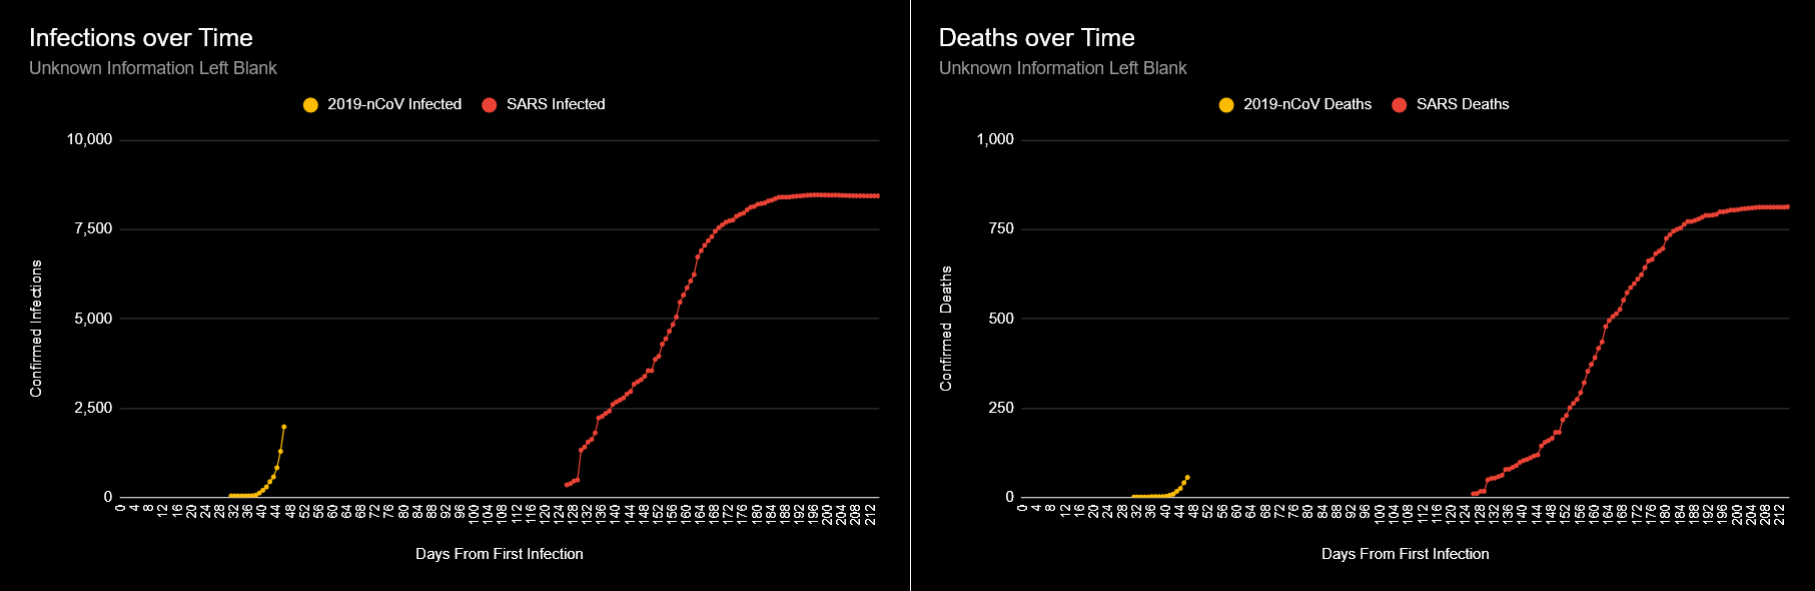 Infections over Time
Unknown Information Left Blank
2019-nCoV Infected SARS Infected
10,000
7,500
5,000
2,500
0
Confirmed Infections
0 4 8 12 16 20 24 28 32 36 40 44 48 52 56 60 64 68 72 76 80 84 88 92 96 100 104 108 112 116 120 124 128 132 136 140 144 148 152 156 160 164 168 172 176 180 184 188 192 196 200 204 208 212
Days From First Infection
Deaths over Time
Unknown Information Left Blank
2019-nCoV Deaths SARS Deaths
1,000
750
500
250
0
Confirmed Deaths
0 4 8 12 16 20 24 28 32 36 40 44 48 52 56 60 64 68 72 76 80 84 88 92 96 100 104 108 112 116 120 124 128 132 136 140 144 148 152 156 160 164 168 172 176 180 184 188 192 196 200 204 208 212
Days From First Infection